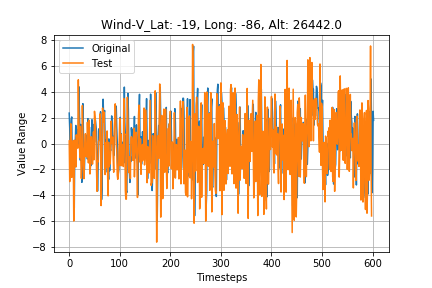 Wind-V_Lat: -19, Long: -86, Alt: 26442.0
Original
Test
Value Range
8
6
4
2
0
−2
−4
−6
−8
0 100 200 300 400 500 600
Timesteps